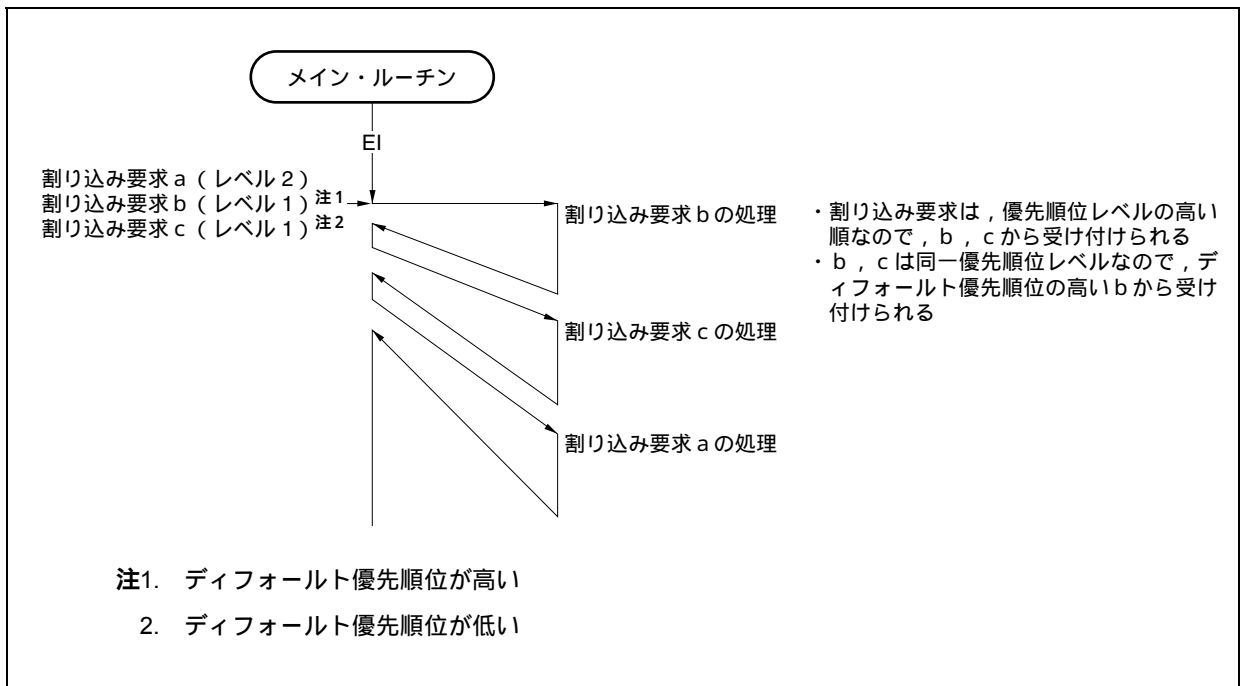 メイン・ルーチン
EI
割り込み要求a(レベル2)
割り込み要求b(レベル1)注1
割り込み要求c(レベル1)注2
割り込み要求bの処理
・割り込み要求は,優先順位レベルの高い
順なので,b,cから受け付けられる
・b,cは同一優先順位レベルなので,デ
ィフォールト優先順位の高いbから受け
付けられる
割り込み要求cの処理
割り込み要求aの処理
注1. ディフォールト優先順位が高い
2. ディフォールト優先順位が低い